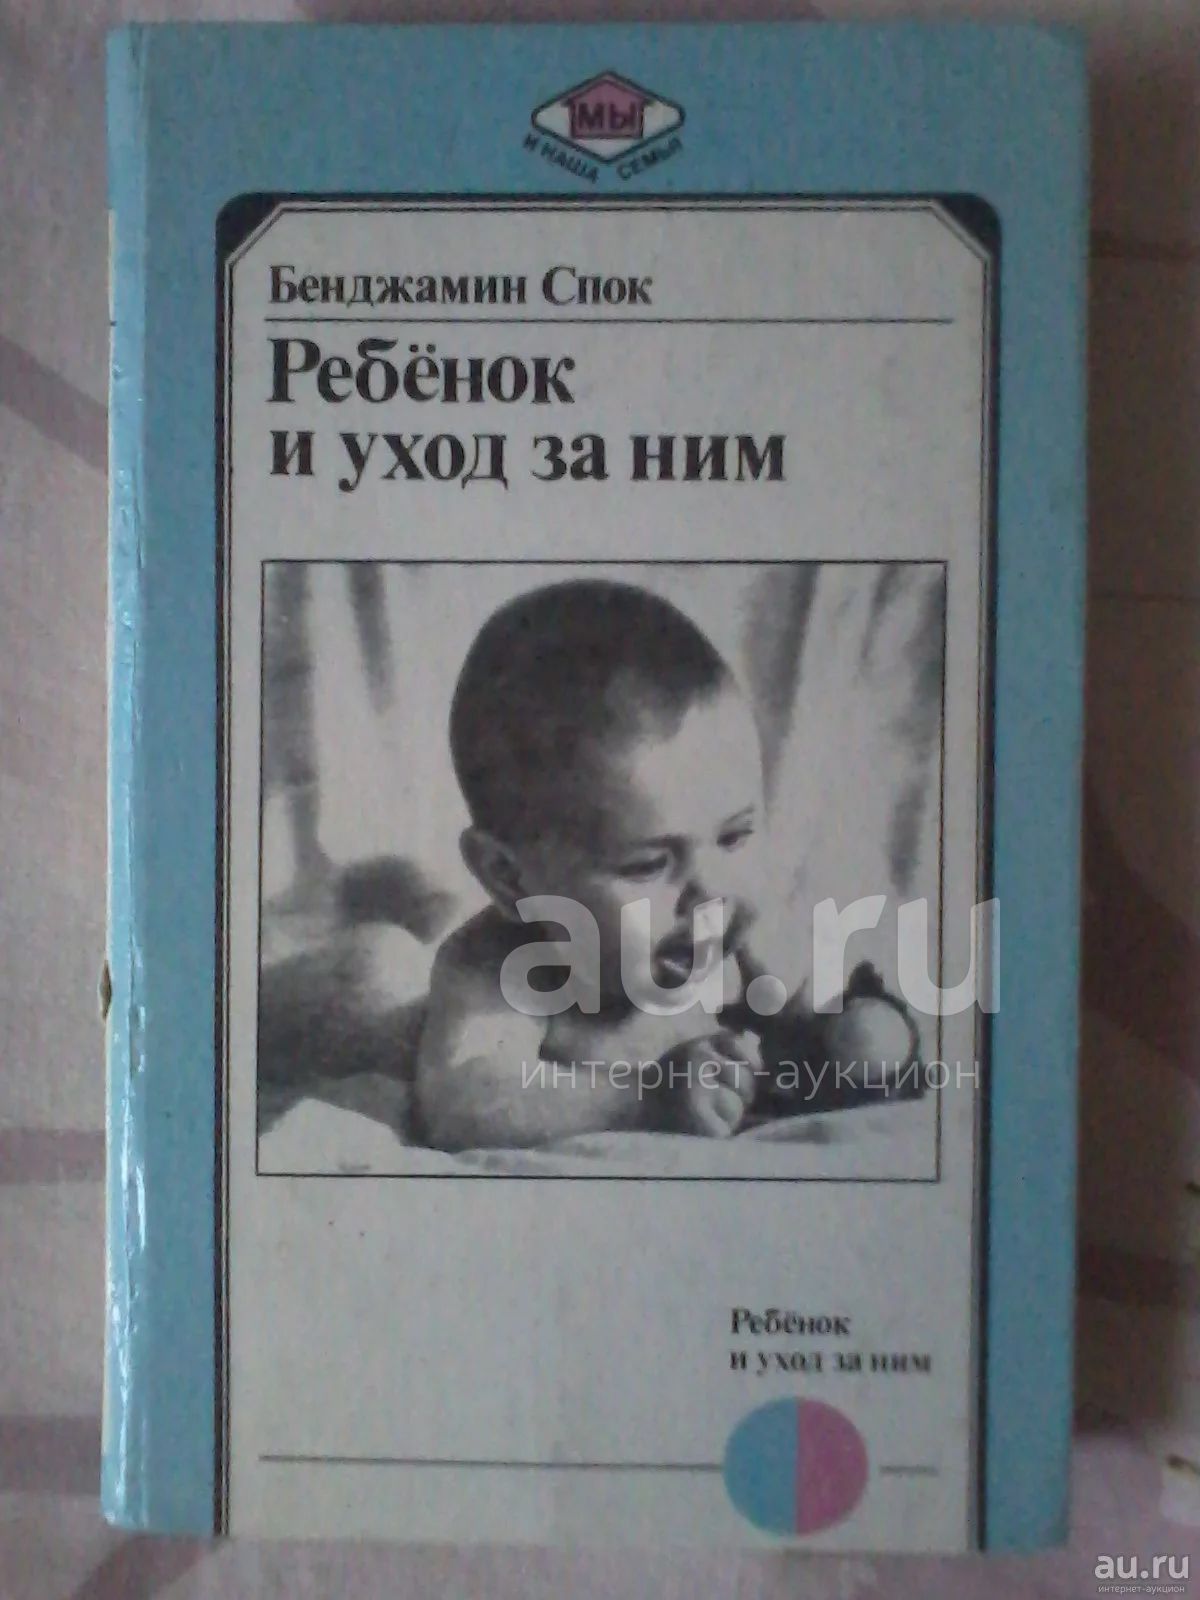 МЫ
И НАША СЕМЬЯ
Бенджамин Спок
Ребёнок
и уход за ним
au.ru
интернет-аукцион
Ребёнок
и уход за ним
au.ru
интернет-аукцион